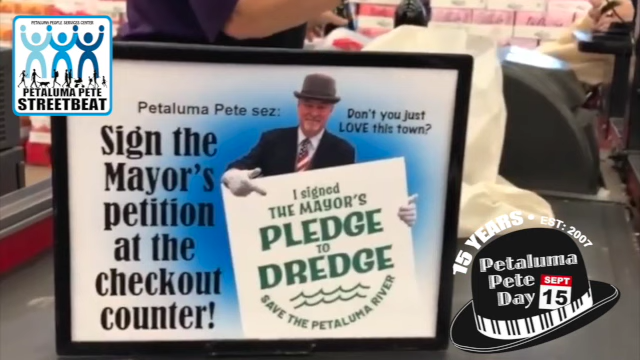 PETALUMA PEOPLE SERVICES CENTER
PETALUMA PETE
STREETBEAT
Petaluma Pete sez:
Don't you just
LOVE this town?
Sign the
Mayor's
petition
at the
checkout
counter!
I signed
THE MAYOR'S
PLEDGE
TO
DREDGE
SAVE THE PETALUMA RIVER
15 YEARS • EST: 2007
Petaluma
Pete
Day
SEPT
15